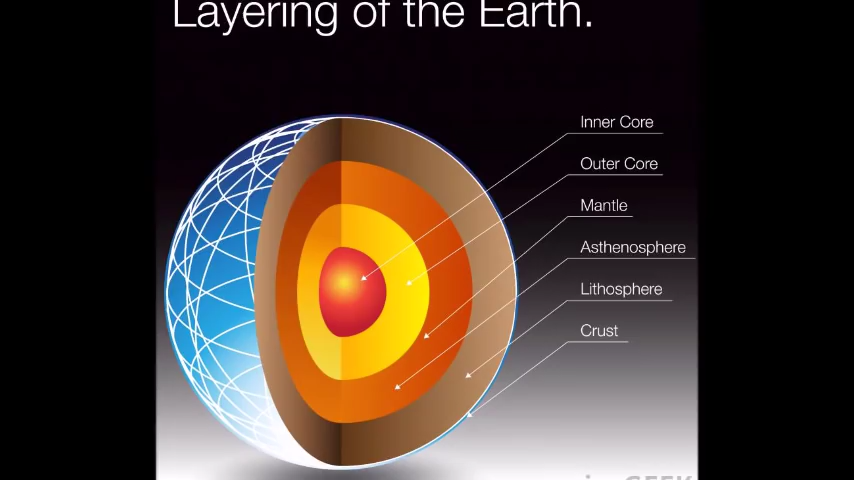 Layering of the Earth.
Inner Core
Outer Core
Mantle
Asthenosphere
Lithosphere
Crust